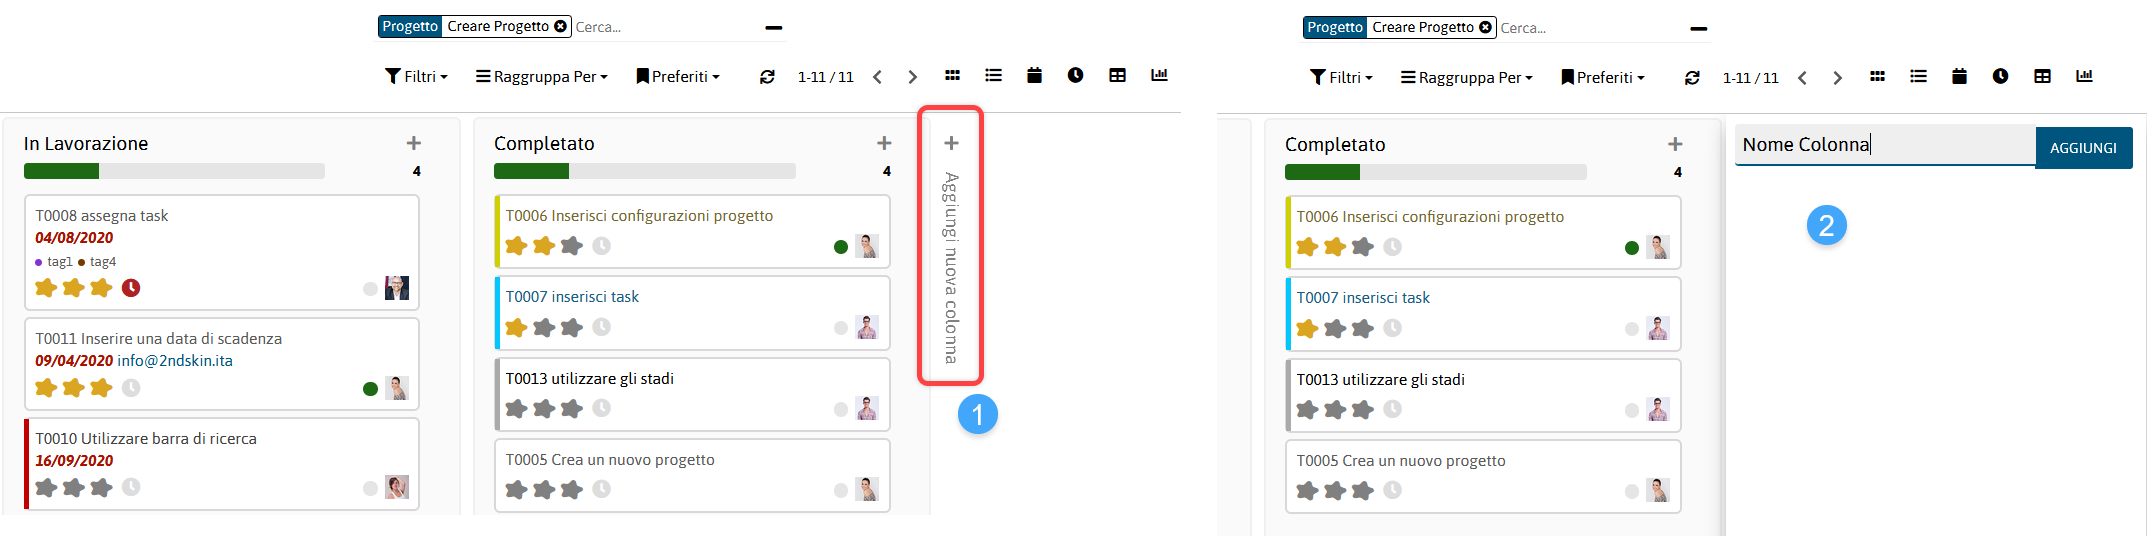 Progetto Creare Progetto Cerca...
Filtri Raggruppa Per Preferiti 1-11 / 11
In Lavorazione
4
T0008 assegna task
04/08/2020
tag1 tag4
T0011 Inserire una data di scadenza
09/04/2020 info@2ndskin.ita
T0010 Utilizzare barra di ricerca
16/09/2020
Completato
4
T0006 Inserisci configurazioni progetto
T0007 inserisci task
T0013 utilizzare gli stadi
T0005 Crea un nuovo progetto
Aggiungi nuova colonna
1
Progetto Creare Progetto Cerca...
Filtri Raggruppa Per Preferiti 1-11 / 11
Completato
4
T0006 Inserisci configurazioni progetto
T0007 inserisci task
T0013 utilizzare gli stadi
T0005 Crea un nuovo progetto
Nome Colonna AGGIUNGI
2